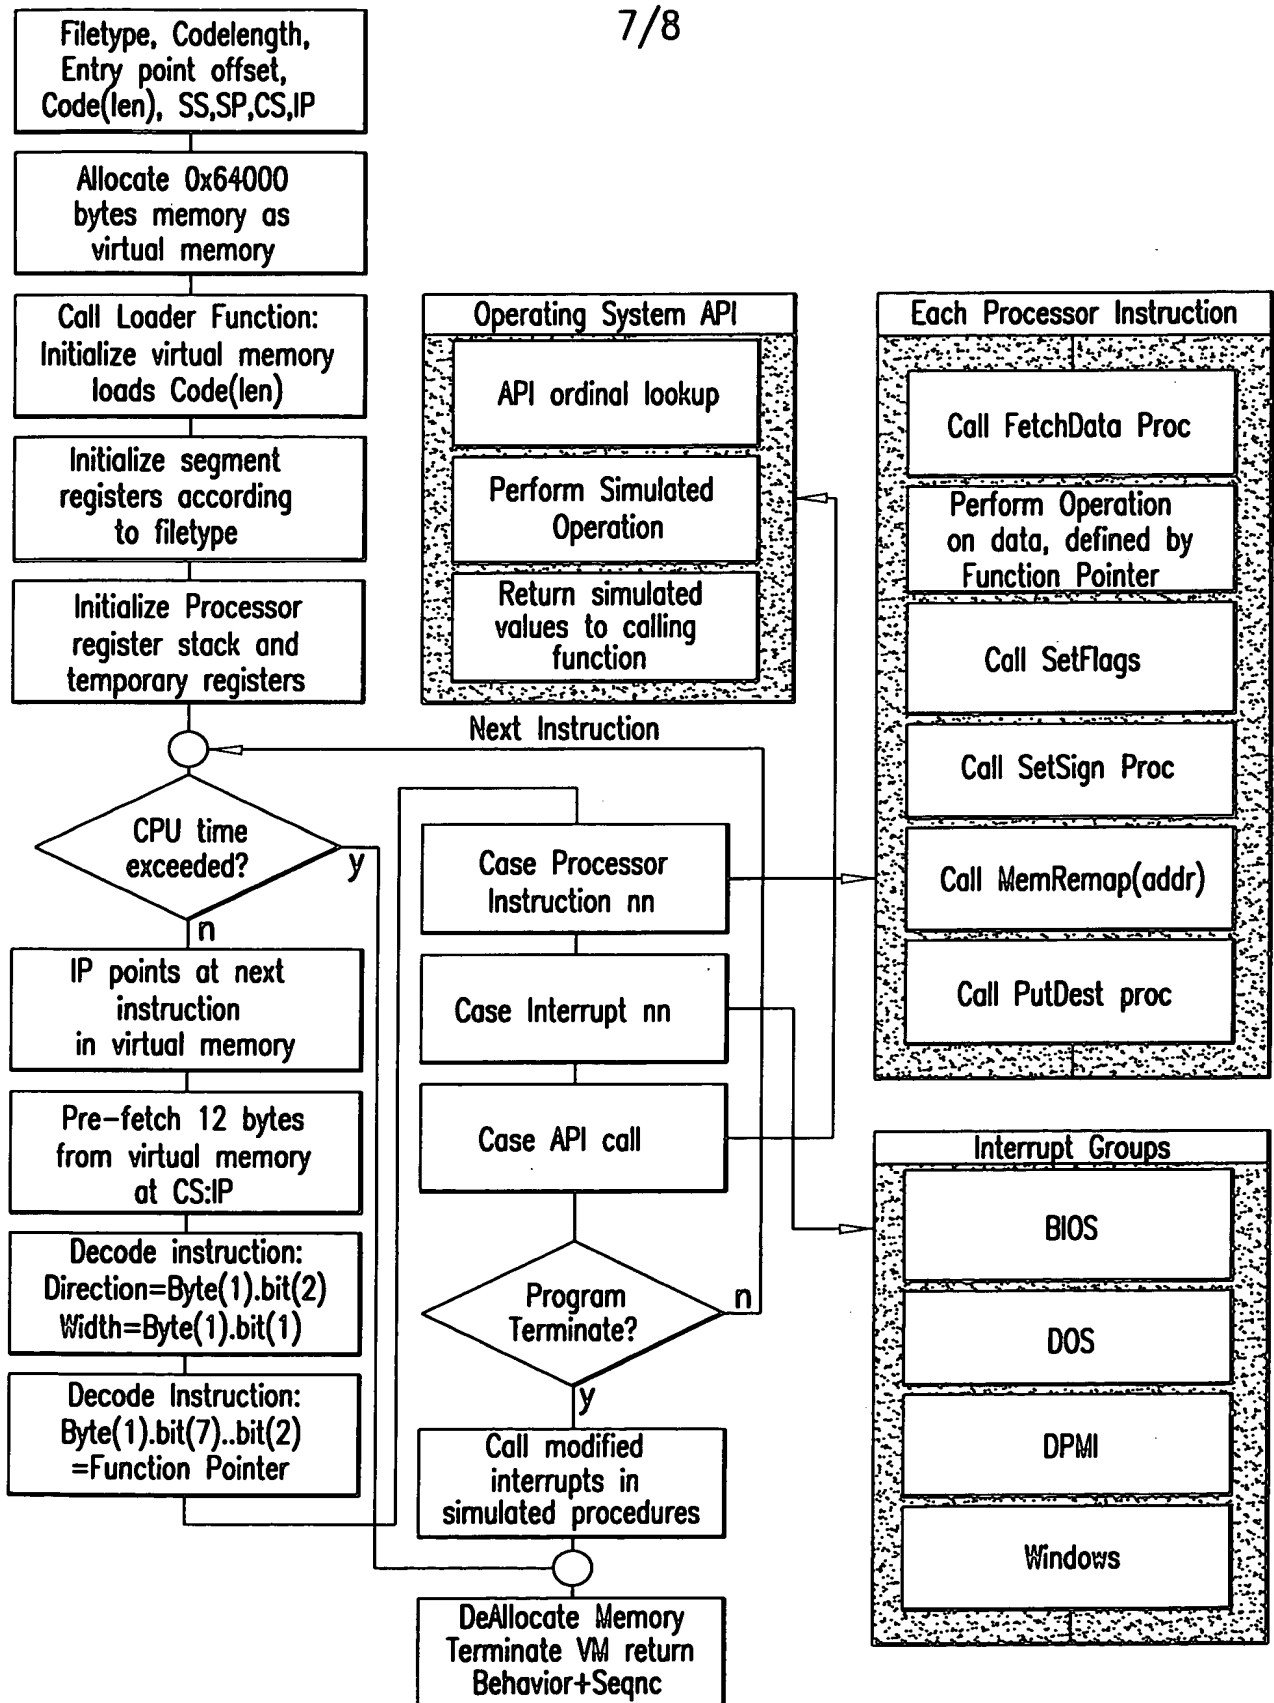 7/8
Filetype, Codelength,
Entry point offset,
Code(len), SS,SP,CS,IP
Allocate 0x64000
bytes memory as
virtual memory
Call Loader Function:
Initialize virtual memory
loads Code(len)
Initialize segment
registers according
to filetype
Initialize Processor
register stack and
temporary registers
CPU time
exceeded?
y
n
IP points at next
instruction
in virtual memory
Pre-fetch 12 bytes
from virtual memory
at CS:IP
Decode instruction:
Direction=Byte(1).bit(2)
Width=Byte(1).bit(1)
Decode Instruction:
Byte(1).bit(7)..bit(2)
=Function Pointer
Operating System API
API ordinal lookup
Perform Simulated
Operation
Return simulated
values to calling
function
Next Instruction
Case Processor
Instruction nn
Case Interrupt nn
Case API call
Program
Terminate?
n
y
Call modified
interrupts in
simulated procedures
DeAllocate Memory
Terminate VM return
Behavior+Seqnc
Each Processor Instruction
Call FetchData Proc
Perform Operation
on data, defined by
Function Pointer
Call SetFlags
Call SetSign Proc
Call MemRemap(addr)
Call PutDest proc
Interrupt Groups
BIOS
DOS
DPMI
Windows